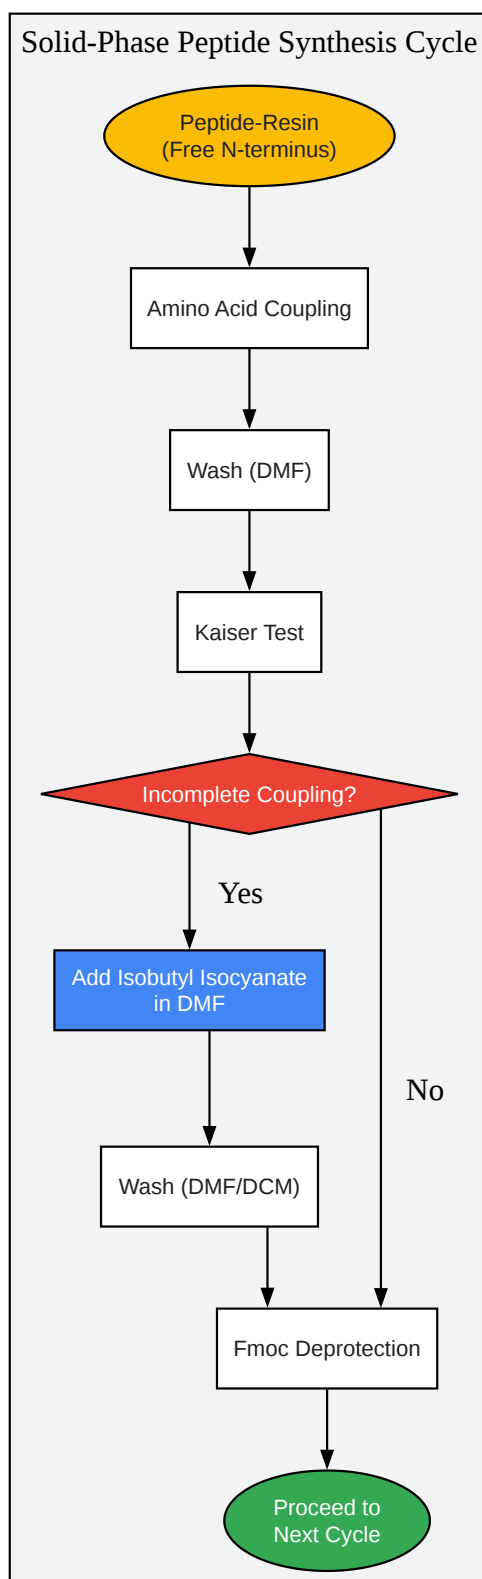 Solid-Phase Peptide Synthesis Cycle
Peptide-Resin
(Free N-terminus)
Amino Acid Coupling
Wash (DMF)
Kaiser Test
Incomplete Coupling?
Yes
Add Isobutyl Isocyanate
in DMF
No
Wash (DMF/DCM)
Fmoc Deprotection
Proceed to
Next Cycle